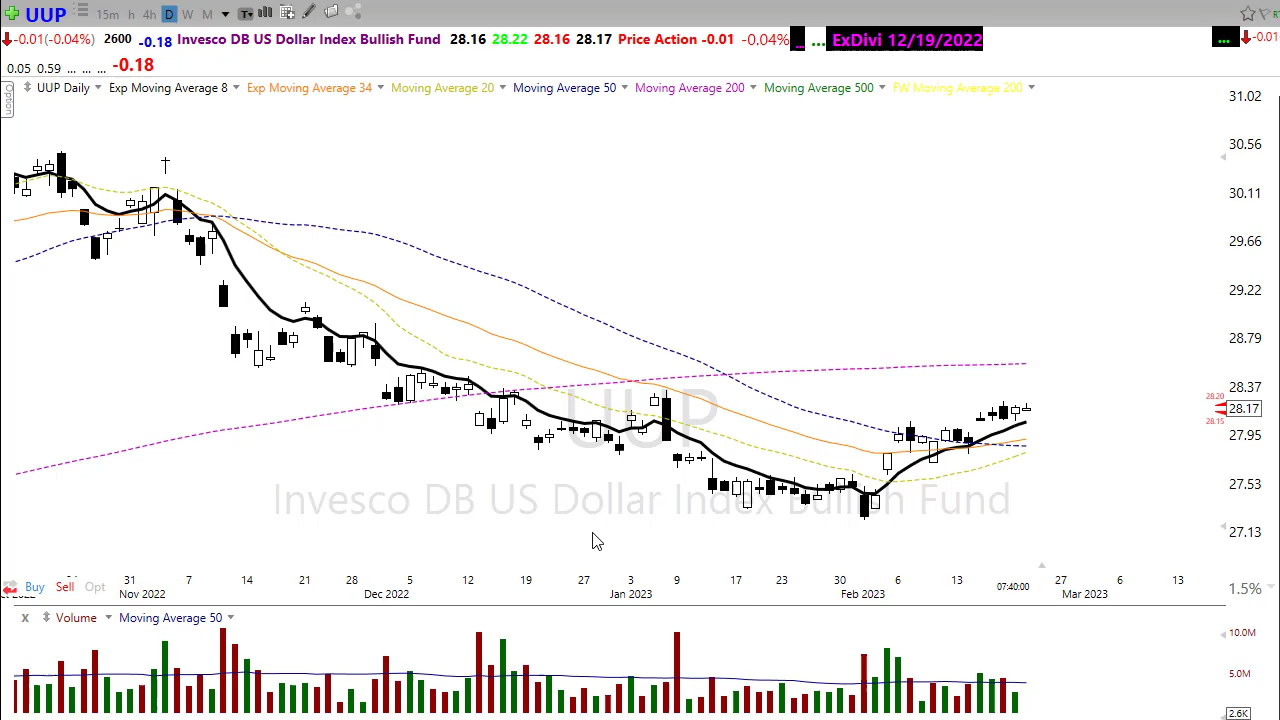 UUP 15m h 4h D W M
-0.01(-0.04%) 2600 -0.18 Invesco DB US Dollar Index Bullish Fund 28.16 28.22 28.16 28.17 Price Action -0.01 -0.04% ... ... ExDivi 12/19/2022 ... -0.01
0.05 0.59 ... ... ... -0.18
Option
UUP Daily Exp Moving Average 8 Exp Moving Average 34 Moving Average 20 Moving Average 50 Moving Average 200 Moving Average 500 FW Moving Average 200
31.02
30.56
30.11
29.66
29.22
28.79
28.37
28.20
28.17
28.15
27.95
27.53
27.13
UUP
Invesco DB US Dollar Index Bullish Fund
31 7 14 21 28 5 12 19 27 3 9 17 23 30 6 13 07:40:00 27 6 13
Buy Sell Opt 1.5%
Nov 2022 Dec 2022 Jan 2023 Feb 2023 Mar 2023
x Volume Moving Average 50
10.0M
5.0M
2.6K